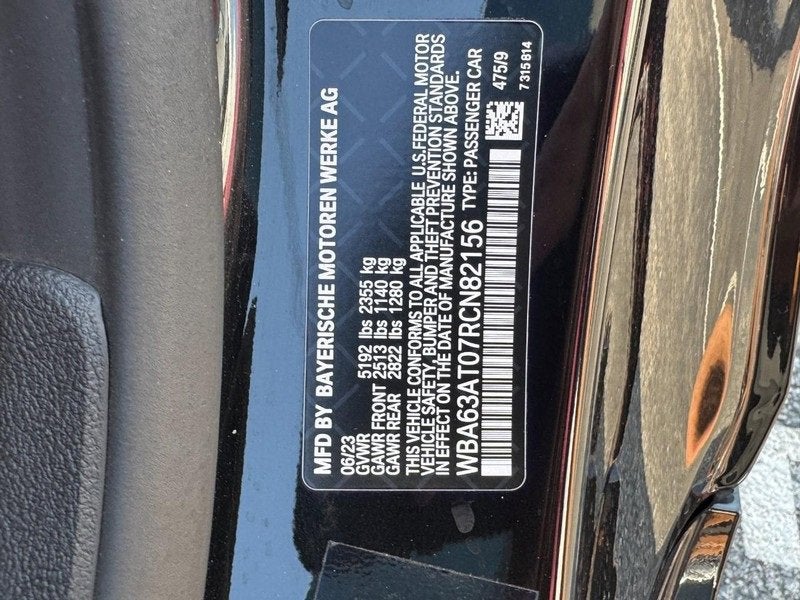 MFD BY BAYERISCHE MOTOREN WERKE AG
06/23
GVWR 5192 lbs 2355 kg
GAWR FRONT 2513 lbs 1140 kg
GAWR REAR 2822 lbs 1280 kg
THIS VEHICLE CONFORMS TO ALL APPLICABLE U.S.FEDERAL MOTOR
VEHICLE SAFETY, BUMPER AND THEFT PREVENTION STANDARDS
IN EFFECT ON THE DATE OF MANUFACTURE SHOWN ABOVE.
WBA63AT07RCN82156 TYPE: PASSENGER CAR
475/9
7 315 814